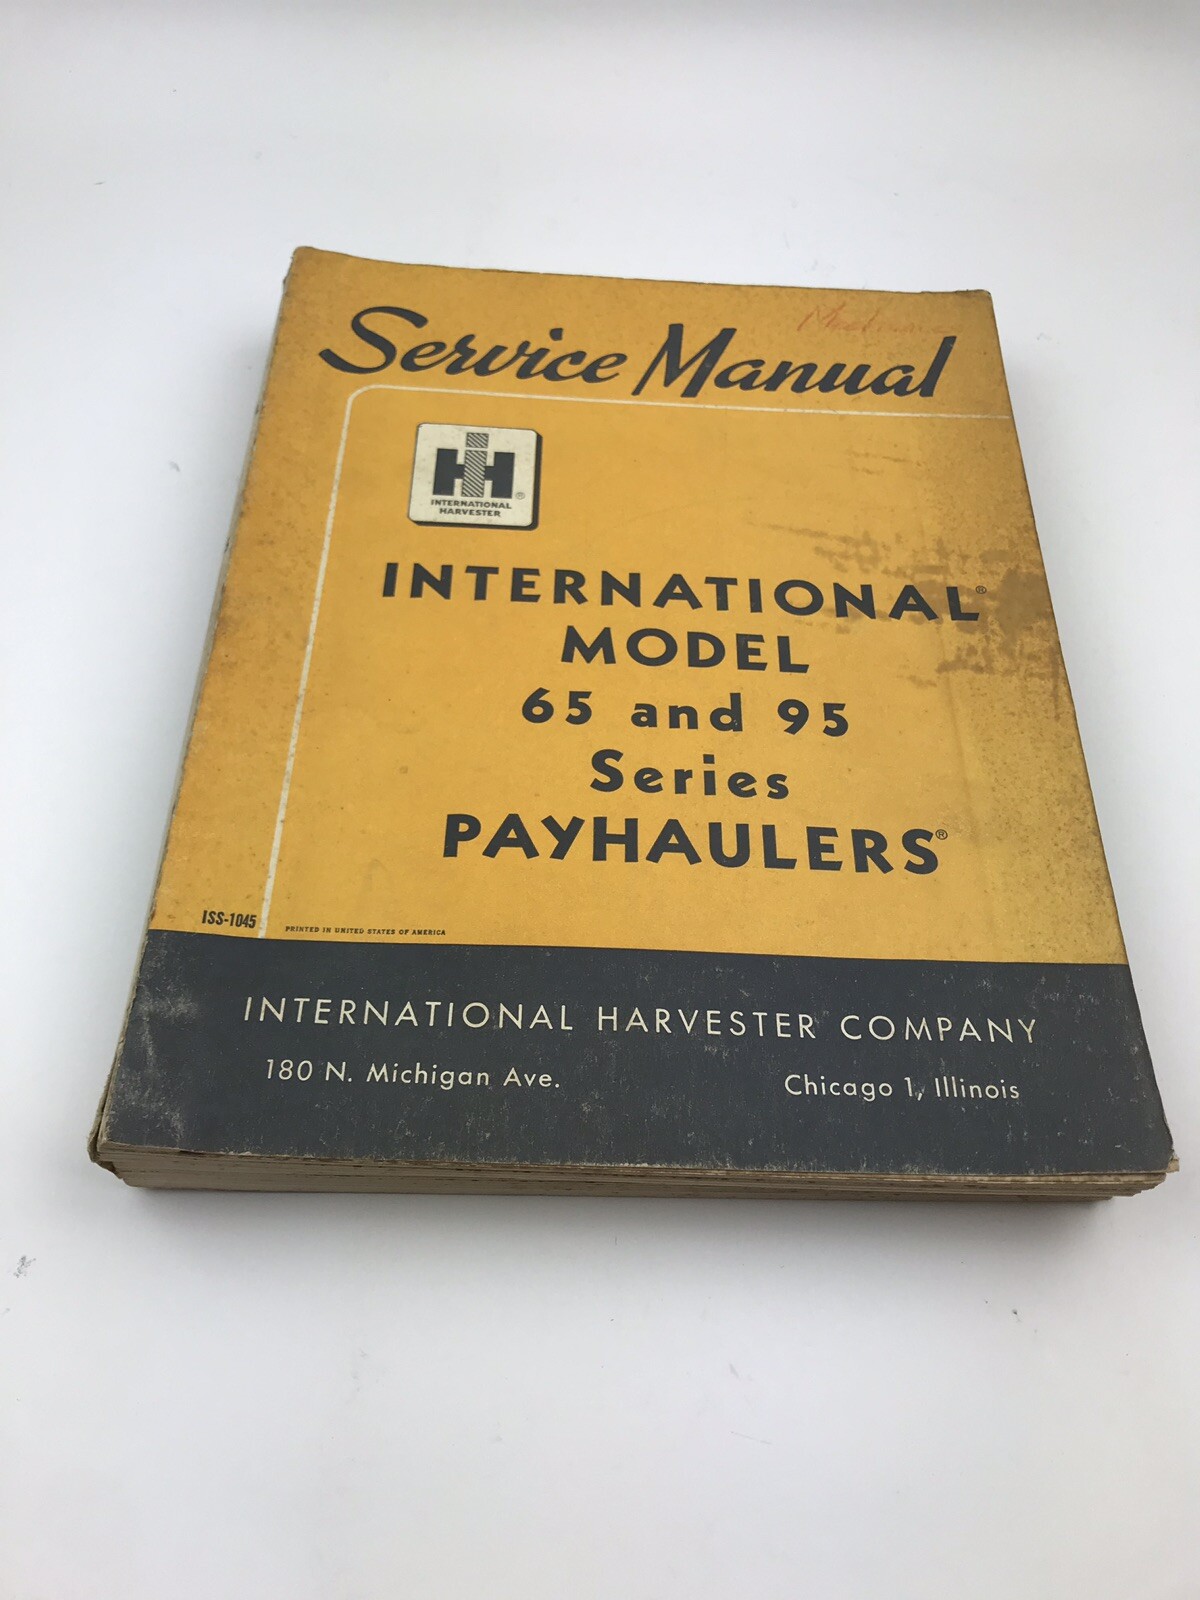 Service Manual
IH ®
INTERNATIONAL
HARVESTER
INTERNATIONAL®
MODEL
65 and 95
Series
PAYHAULERS®
ISS-1045
PRINTED IN UNITED STATES OF AMERICA
INTERNATIONAL HARVESTER COMPANY
180 N. Michigan Ave. Chicago 1, Illinois